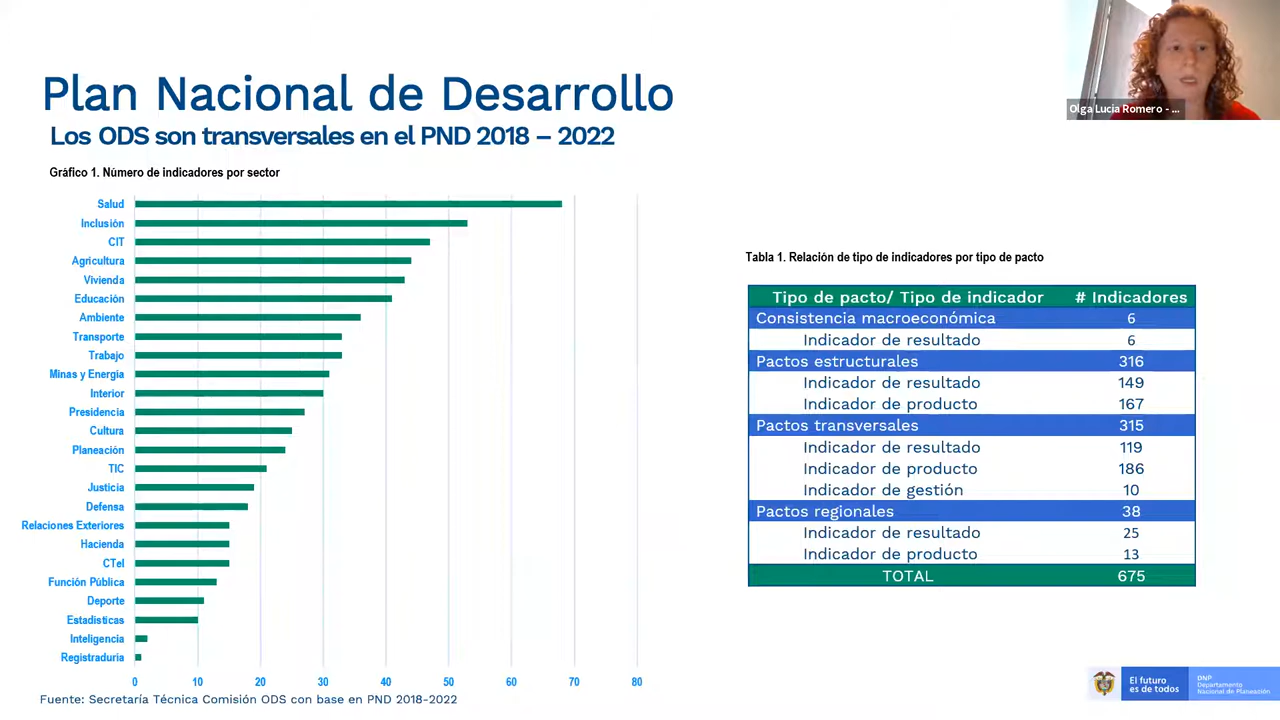 Olga Lucia Romero - ...
Plan Nacional de Desarrollo
Los ODS son transversales en el PND 2018 – 2022
Gráfico 1. Número de indicadores por sector
Salud
Inclusión
CIT
Agricultura
Vivienda
Educación
Ambiente
Transporte
Trabajo
Minas y Energía
Interior
Presidencia
Cultura
Planeación
TIC
Justicia
Defensa
Relaciones Exteriores
Hacienda
CTeI
Función Pública
Deporte
Estadísticas
Inteligencia
Registraduría
0 10 20 30 40 50 60 70 80
Fuente: Secretaría Técnica Comisión ODS con base en PND 2018-2022
Tabla 1. Relación de tipo de indicadores por tipo de pacto
Tipo de pacto/ Tipo de indicador # Indicadores
Consistencia macroeconómica 6
Indicador de resultado 6
Pactos estructurales 316
Indicador de resultado 149
Indicador de producto 167
Pactos transversales 315
Indicador de resultado 119
Indicador de producto 186
Indicador de gestión 10
Pactos regionales 38
Indicador de resultado 25
Indicador de producto 13
TOTAL 675
El futuro
es de todos
DNP
Departamento
Nacional de Planeación